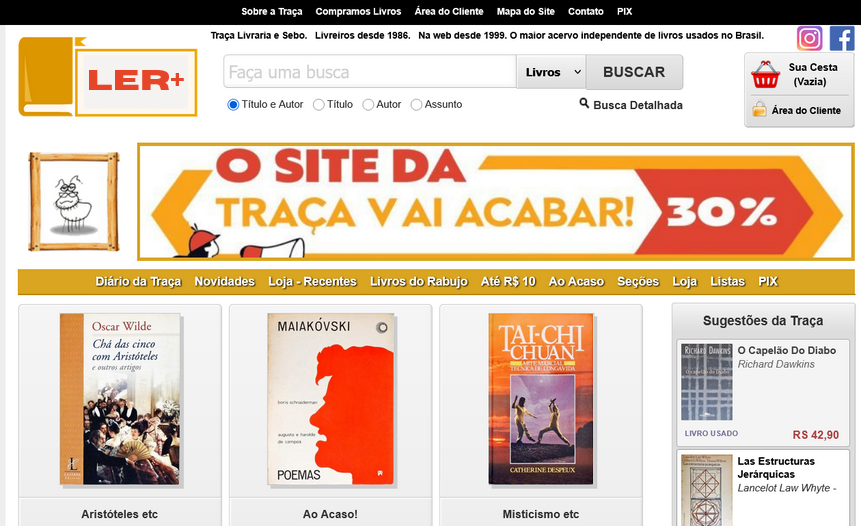 Sobre a Traça Compramos Livros Área do Cliente Mapa do Site Contato PIX
Traça Livraria e Sebo. Livreiros desde 1986. Na web desde 1999. O maior acervo independente de livros usados no Brasil.
LER+
Faça uma busca
Livros
BUSCAR
Título e Autor Título Autor Assunto
Busca Detalhada
Sua Cesta
(Vazia)
Área do Cliente
O SITE DA
TRAÇA VAI ACABAR!
30%
Diário da Traça Novidades Loja - Recentes Livros do Rabujo Até R$ 10 Ao Acaso Seções Loja Listas PIX
Oscar Wilde
Chá das cinco
com Aristóteles
e outros artigos
Aristóteles etc
MAIAKÓVSKI
boris schnaiderman
augusto e haroldo
de campos
POEMAS
Ao Acaso!
TAI-CHI
CHUAN
ARTE MARCIAL
TÉCNICA DE LONGA VIDA
CATHERINE DESPEUX
Misticismo etc
Sugestões da Traça
RICHARD DAWKINS
O Capelão Do Diabo
Richard Dawkins
LIVRO USADO
R$ 42,90
Las Estructuras
Jerárquicas
Lancelot Law Whyte -